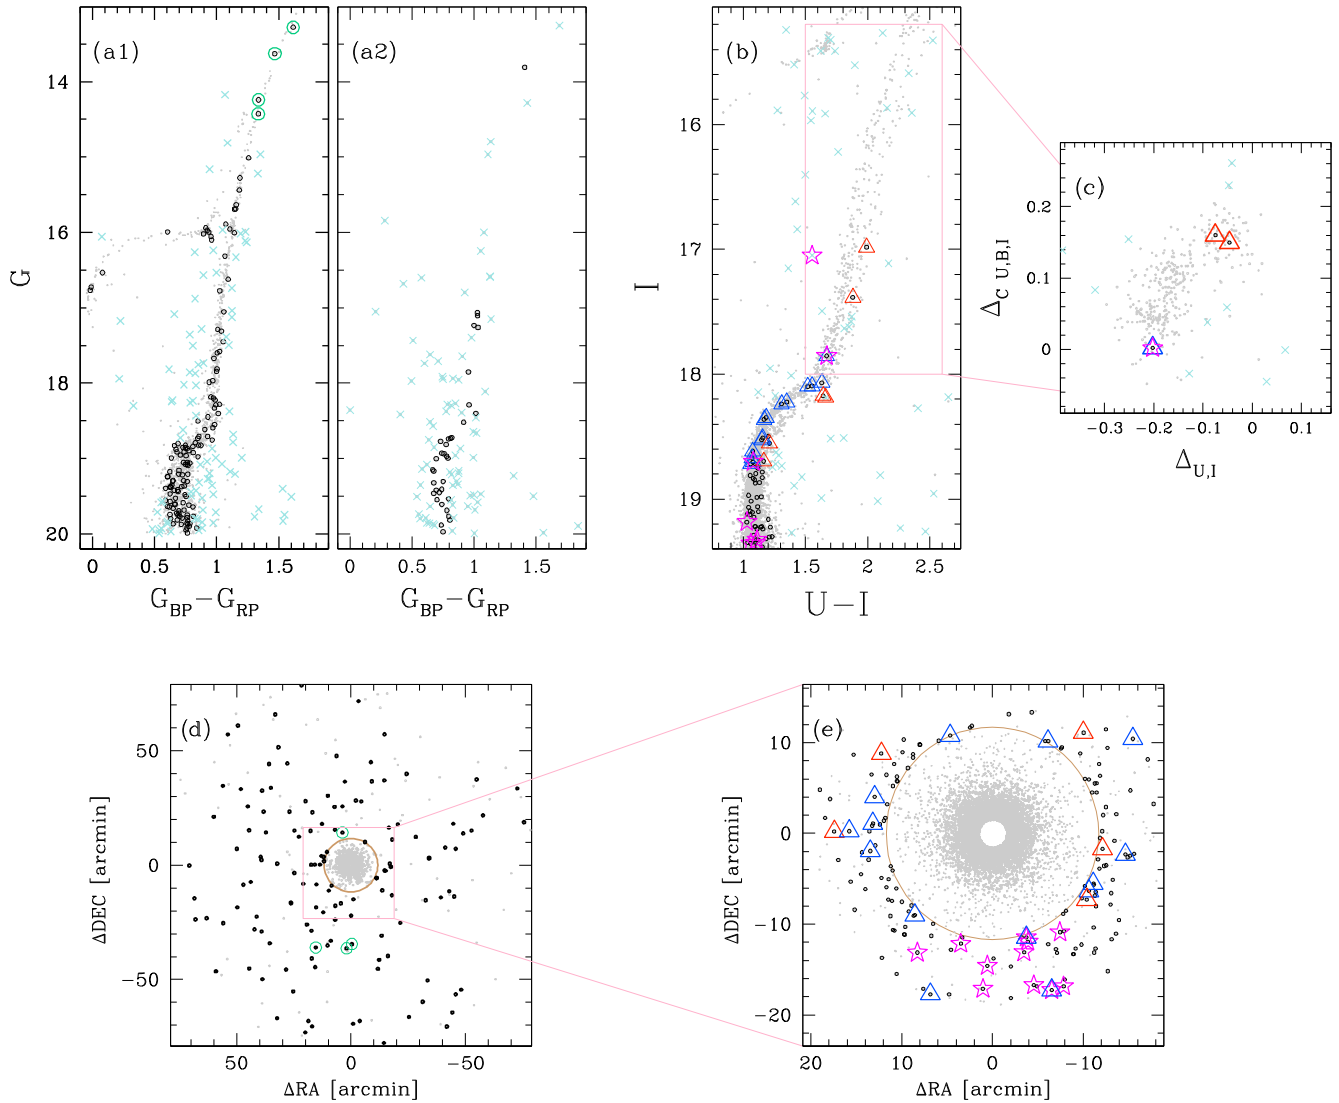 (a1)
(a2)
(b)
(c)
(d)
(e)
14
16
18
20
G
0
0.5
1
1.5
G_BP−G_RP
0
0.5
1
1.5
G_BP−G_RP
16
17
18
19
I
1
1.5
2
2.5
U−I
0.2
0.1
0
Δ_C U,B,I
−0.3
−0.2
−0.1
0
0.1
Δ_U,I
50
0
−50
ΔDEC [arcmin]
50
0
−50
ΔRA [arcmin]
10
0
−10
−20
ΔDEC [arcmin]
20
10
0
−10
ΔRA [arcmin]